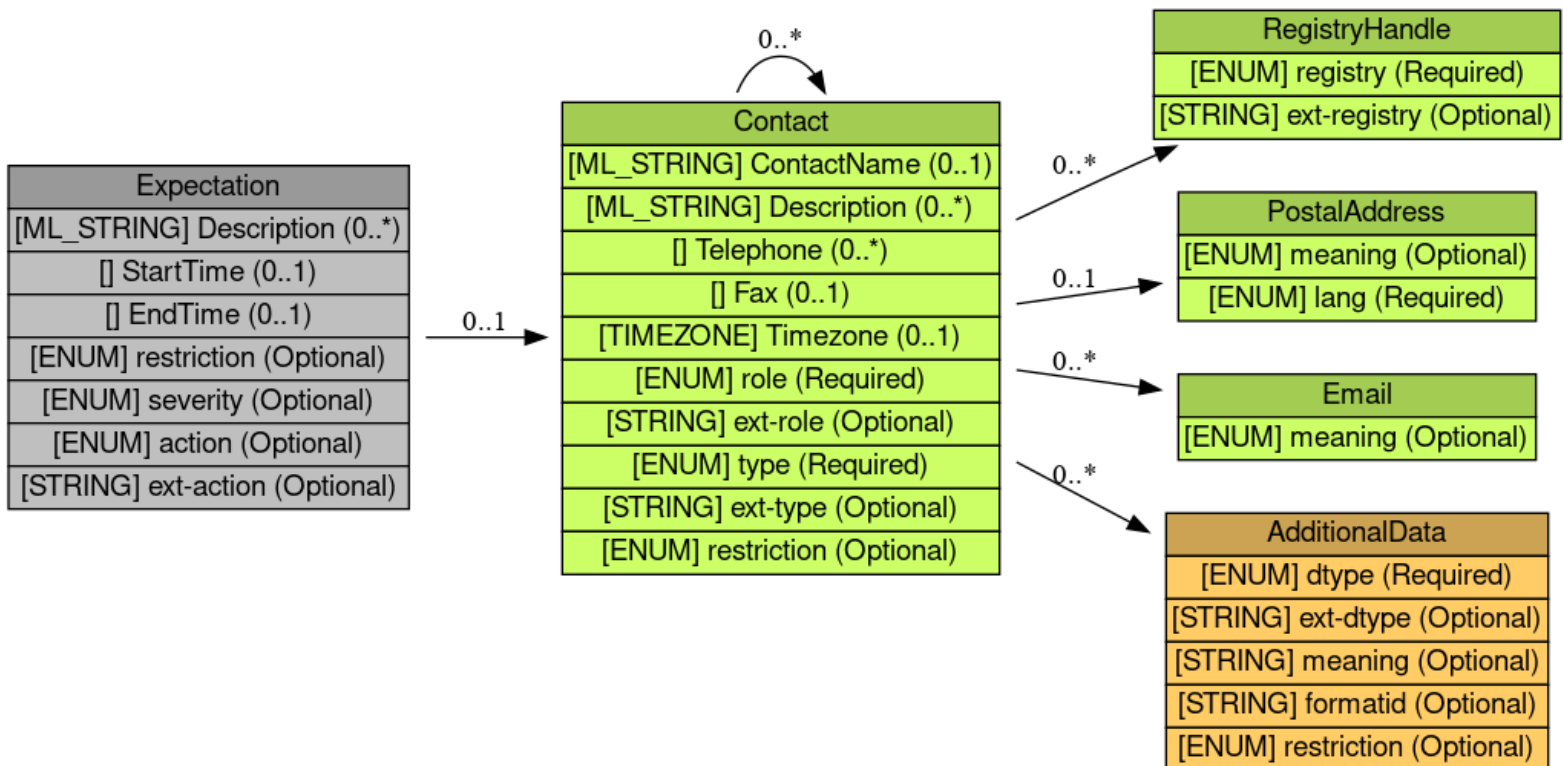 Expectation
[ML_STRING] Description (0..*)
[] StartTime (0..1)
[] EndTime (0..1)
[ENUM] restriction (Optional)
[ENUM] severity (Optional)
[ENUM] action (Optional)
[STRING] ext-action (Optional)
0..1
0..*
Contact
[ML_STRING] ContactName (0..1)
[ML_STRING] Description (0..*)
[] Telephone (0..*)
[] Fax (0..1)
[TIMEZONE] Timezone (0..1)
[ENUM] role (Required)
[STRING] ext-role (Optional)
[ENUM] type (Required)
[STRING] ext-type (Optional)
[ENUM] restriction (Optional)
0..*
0..1
0..*
0..*
RegistryHandle
[ENUM] registry (Required)
[STRING] ext-registry (Optional)
PostalAddress
[ENUM] meaning (Optional)
[ENUM] lang (Required)
Email
[ENUM] meaning (Optional)
AdditionalData
[ENUM] dtype (Required)
[STRING] ext-dtype (Optional)
[STRING] meaning (Optional)
[STRING] formatid (Optional)
[ENUM] restriction (Optional)